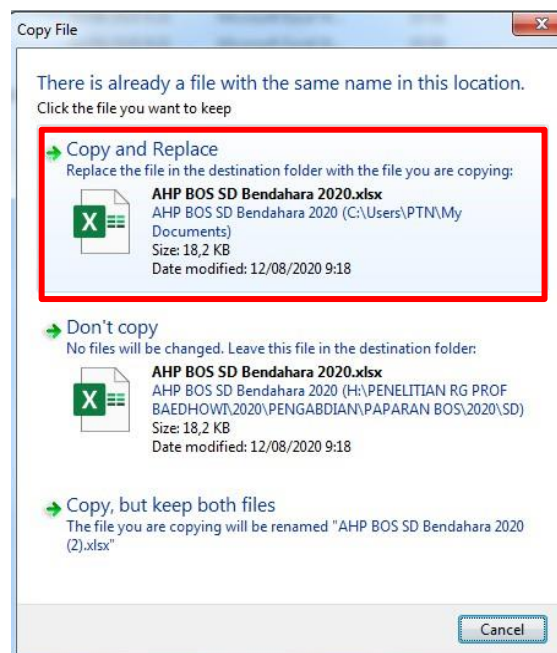 Copy File
There is already a file with the same name in this location.
Click the file you want to keep
Copy and Replace
Replace the file in the destination folder with the file you are copying:
AHP BOS SD Bendahara 2020.xlsx
AHP BOS SD Bendahara 2020 (C:\Users\PTN\My
Documents)
Size: 18,2 KB
Date modified: 12/08/2020 9:18
Don't copy
No files will be changed. Leave this file in the destination folder:
AHP BOS SD Bendahara 2020.xlsx
AHP BOS SD Bendahara 2020 (H:\PENELITIAN RG PROF
BAEDHOWI\2020\PENGABDIAN\PAPARAN BOS\2020\SD)
Size: 18,2 KB
Date modified: 12/08/2020 9:18
Copy, but keep both files
The file you are copying will be renamed "AHP BOS SD Bendahara 2020
(2).xlsx"
Cancel